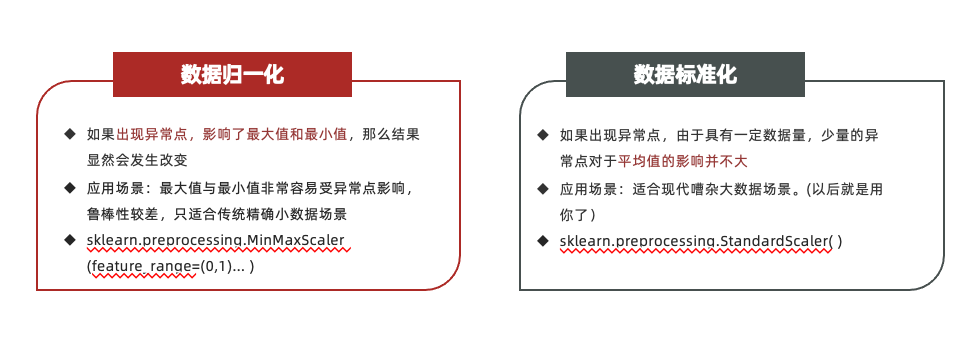 数据归一化
◆ 如果出现异常点，影响了最大值和最小值，那么结果
显然会发生改变
◆ 应用场景：最大值与最小值非常容易受异常点影响，
鲁棒性较差，只适合传统精确小数据场景
◆ sklearn.preprocessing.MinMaxScaler
(feature_range=(0,1)... )
数据标准化
◆ 如果出现异常点，由于具有一定数据量，少量的异
常点对于平均值的影响并不大
◆ 应用场景：适合现代嘈杂大数据场景。(以后就是用
你了）
◆ sklearn.preprocessing.StandardScaler( )